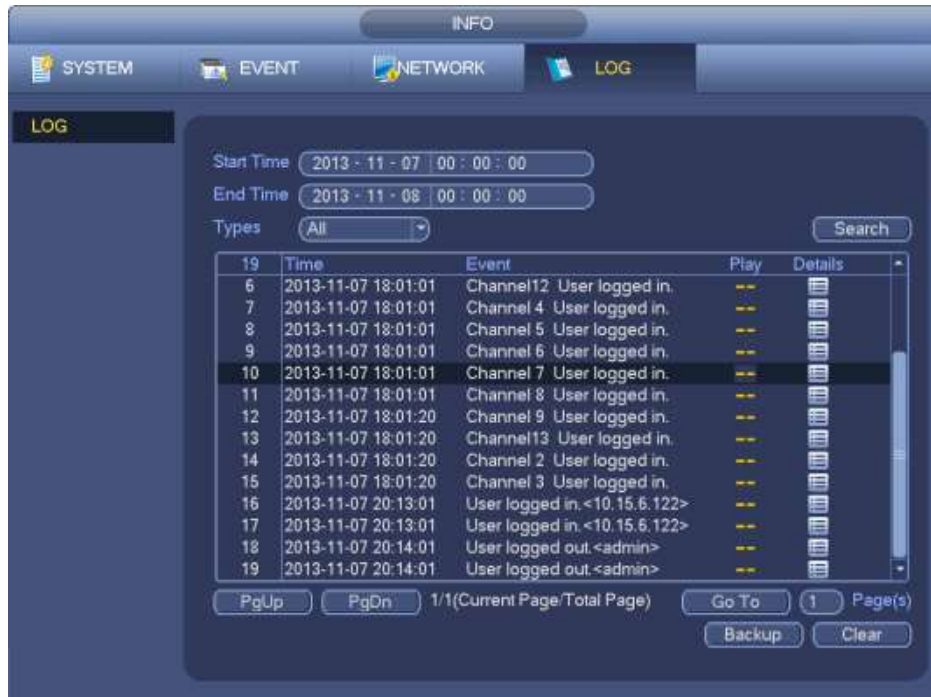 INFO
SYSTEM EVENT NETWORK LOG
LOG
Start Time 2013 - 11 - 07 00 : 00 : 00
End Time 2013 - 11 - 08 00 : 00 : 00
Types All Search
19 Time Event Play Details
6 2013-11-07 18:01:01 Channel12 User logged in. --
7 2013-11-07 18:01:01 Channel 4 User logged in. --
8 2013-11-07 18:01:01 Channel 5 User logged in. --
9 2013-11-07 18:01:01 Channel 6 User logged in. --
10 2013-11-07 18:01:01 Channel 7 User logged in. --
11 2013-11-07 18:01:01 Channel 8 User logged in. --
12 2013-11-07 18:01:20 Channel 9 User logged in. --
13 2013-11-07 18:01:20 Channel13 User logged in. --
14 2013-11-07 18:01:20 Channel 2 User logged in. --
15 2013-11-07 18:01:20 Channel 3 User logged in. --
16 2013-11-07 20:13:01 User logged in.<10.15.6.122> --
17 2013-11-07 20:13:01 User logged in.<10.15.6.122> --
18 2013-11-07 20:14:01 User logged out.<admin> --
19 2013-11-07 20:14:01 User logged out.<admin> --
PgUp PgDn 1/1(Current Page/Total Page) Go To 1 Page(s)
Backup Clear